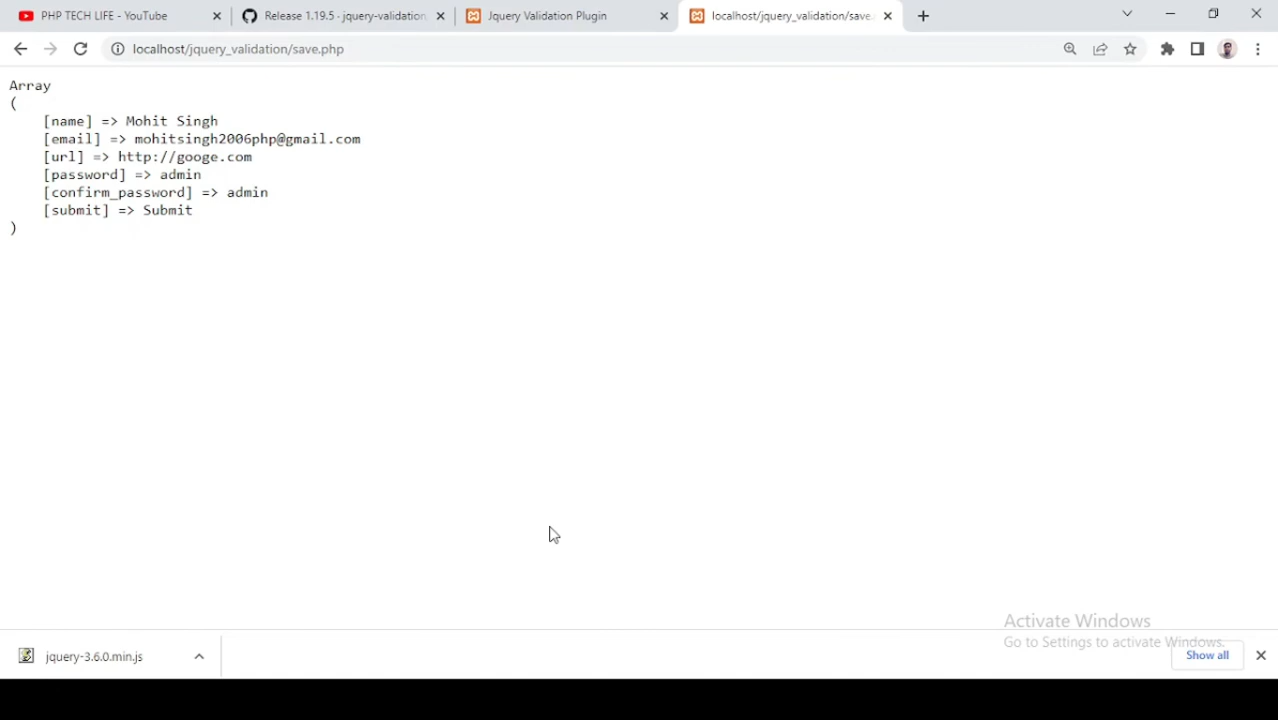 PHP TECH LIFE - YouTube
Release 1.19.5 · jquery-validation
Jquery Validation Plugin
localhost/jquery_validation/save.
localhost/jquery_validation/save.php
Array
(
[name] => Mohit Singh
[email] => mohitsingh2006php@gmail.com
[url] => http://googe.com
[password] => admin
[confirm_password] => admin
[submit] => Submit
)
Activate Windows
Go to Settings to activate Windows.
jquery-3.6.0.min.js
Show all